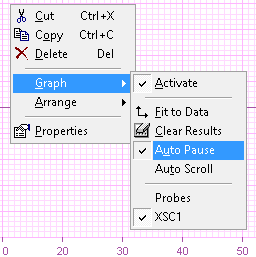 Cut Ctrl+X
Copy Ctrl+C
Delete Del
Graph
Arrange
Properties
Activate
Fit to Data
Clear Results
Auto Pause
Auto Scroll
Probes
XSC1
0 10 20 30 40 50